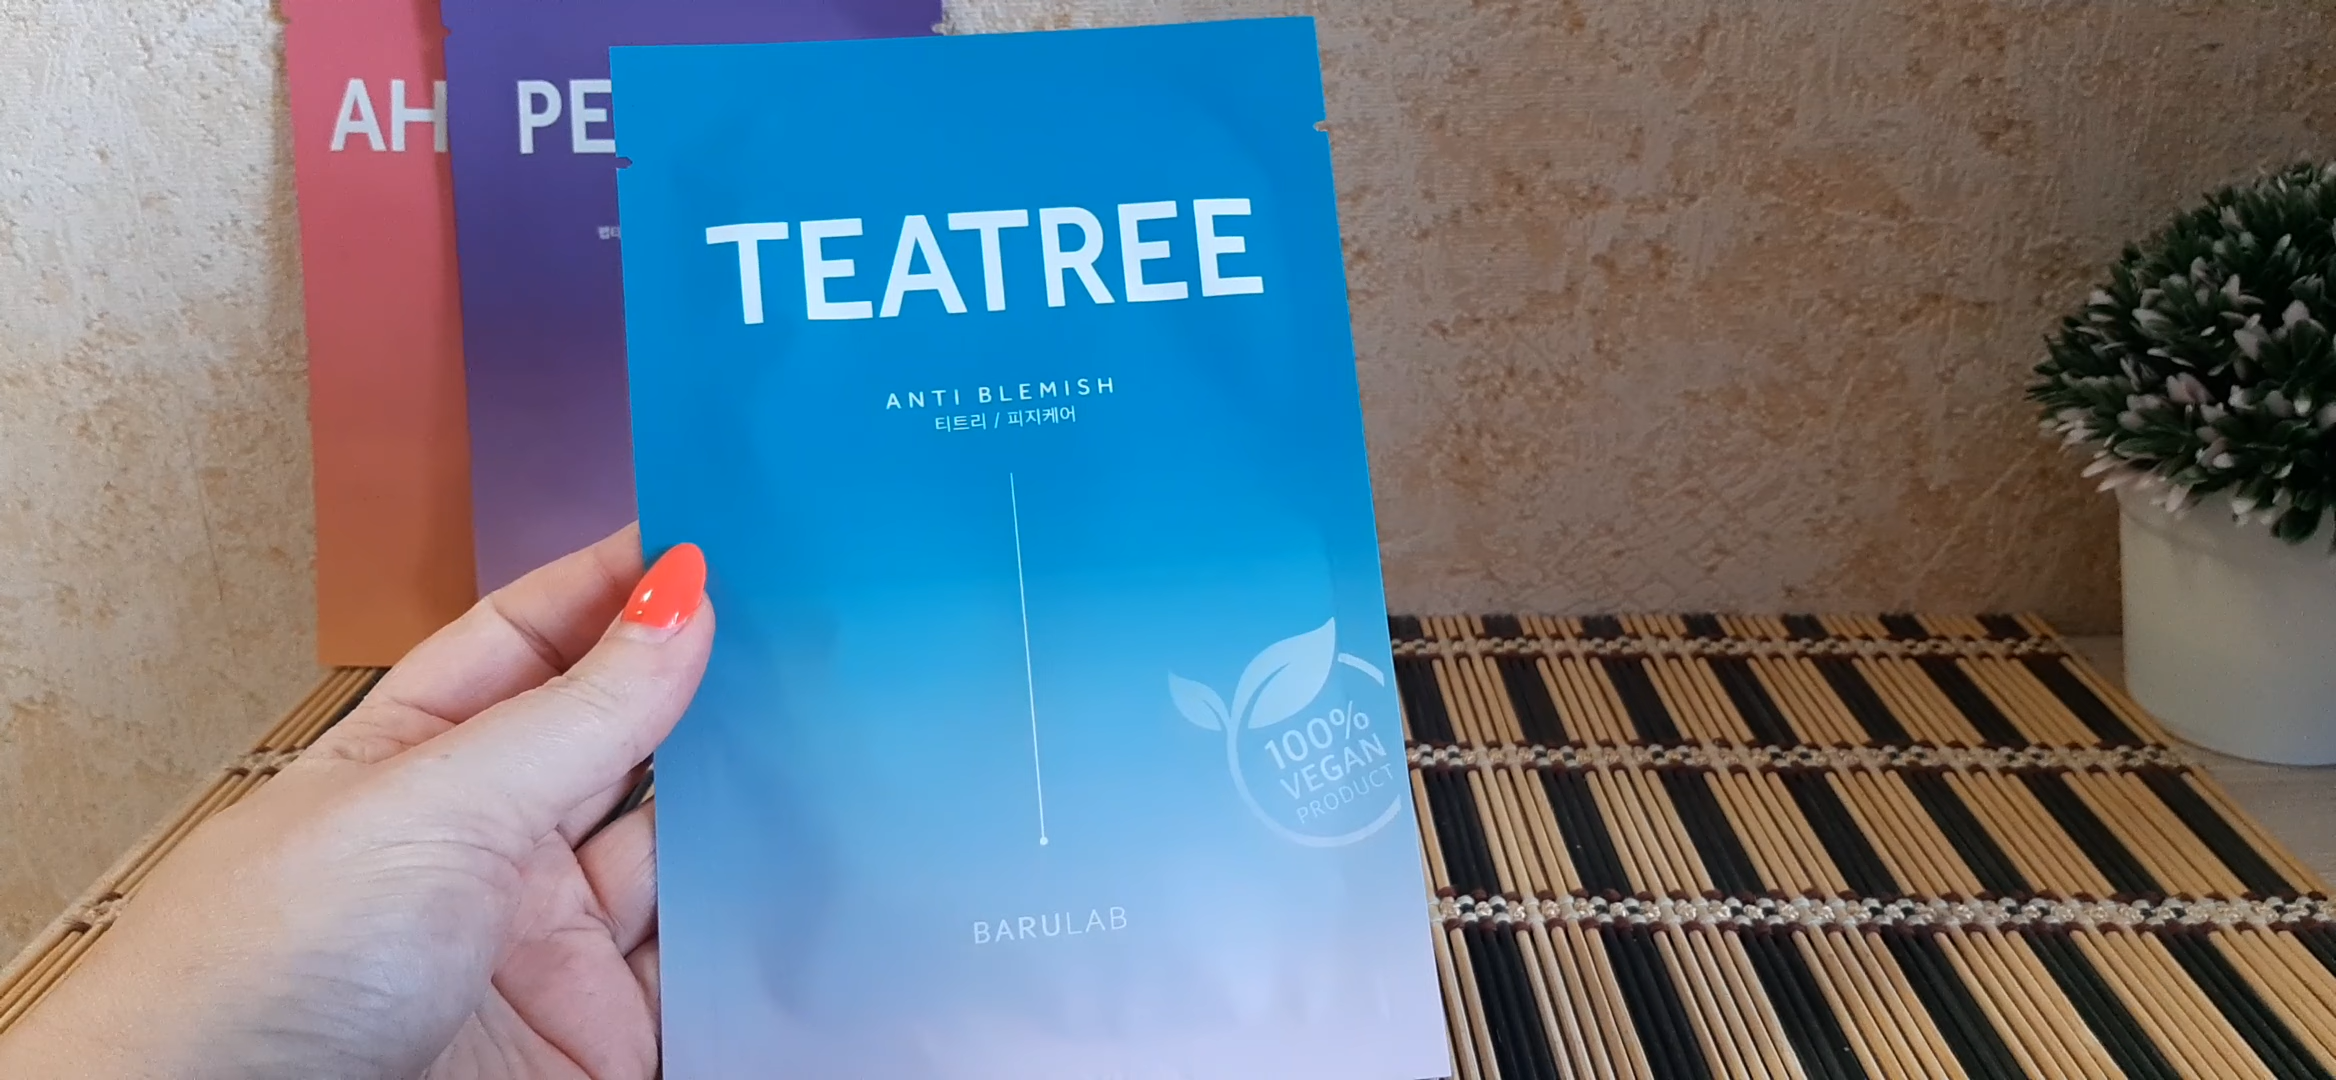 AH
PE
TEATREE
ANTI BLEMISH
티트리 / 피지케어
100%
VEGAN
PRODUCT
BARULAB